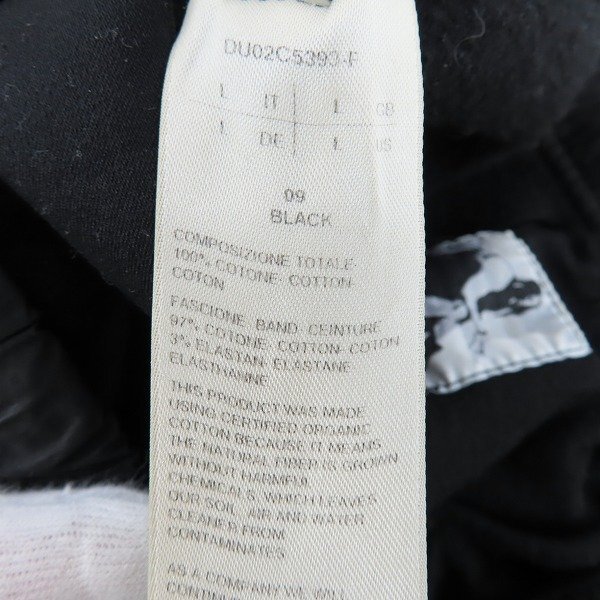 DU02C5393-F
L IT L GB
L DE L US
09
BLACK
COMPOSIZIONE TOTALE-
100% COTONE- COTTON-
COTON
FASCIONE- BAND- CEINTURE
97% COTONE- COTTON- COTON
3% ELASTAN- ELASTANE
ELASTHANNE
THIS PRODUCT WAS MADE
USING CERTIFIED ORGANIC
COTTON BECAUSE IT MEANS
THE NATURAL FIBER IS GROWN
WITHOUT HARMFUL
CHEMICALS, WHICH LEAVES
OUR SOIL, AIR AND WATER
CLEANER FROM
CONTAMINATES
AS A COMPANY WE WILL